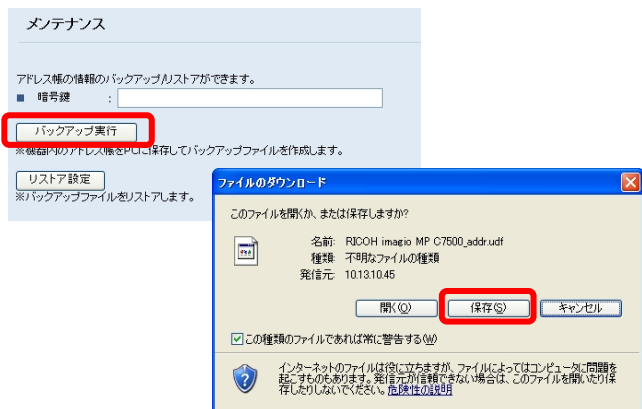 メンテナンス
アドレス帳の情報のバックアップ/リストアができます。
■ 暗号鍵 :
バックアップ実行
※機器内のアドレス帳をPCに保存してバックアップファイルを作成します。
リストア設定
※バックアップファイルをリストアします。
ファイルのダウンロード
このファイルを開くか、または保存しますか?
名前: RICOH imagio MP C7500_addr.udf
種類: 不明なファイルの種類
発信元: 10.13.10.45
開く(O)
保存(S)
キャンセル
この種類のファイルであれば常に警告する(W)
インターネットのファイルは役に立ちますが、ファイルによってはコンピュータに問題を
起こすものもあります。発信元が信頼できない場合は、このファイルを開いたり保
存したりしないでください。危険性の説明